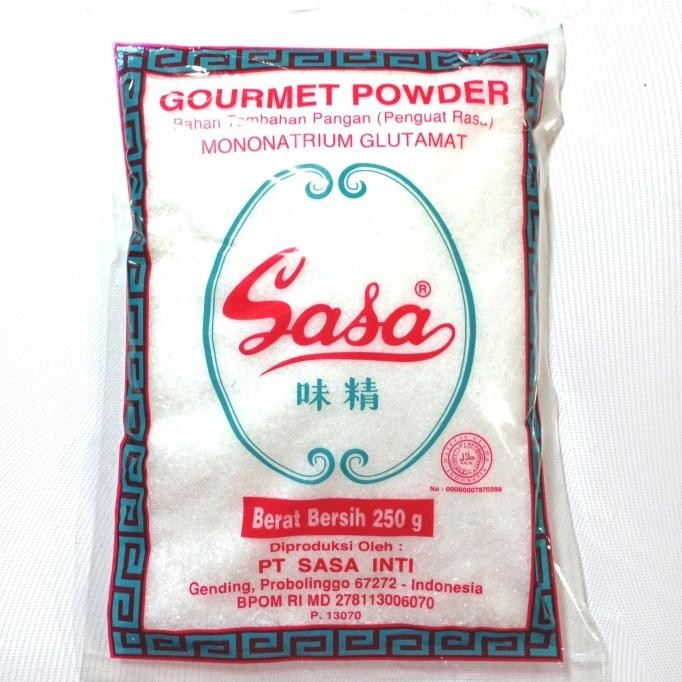 GOURMET POWDER
Bahan Tambahan Pangan (Penguat Rasa)
MONONATRIUM GLUTAMAT
Sasa®
味精
حلال
No : 00060007870398
Berat Bersih 250 g
Diproduksi Oleh :
PT SASA INTI
Gending, Probolinggo 67272 - Indonesia
BPOM RI MD 278113006070
P. 13070